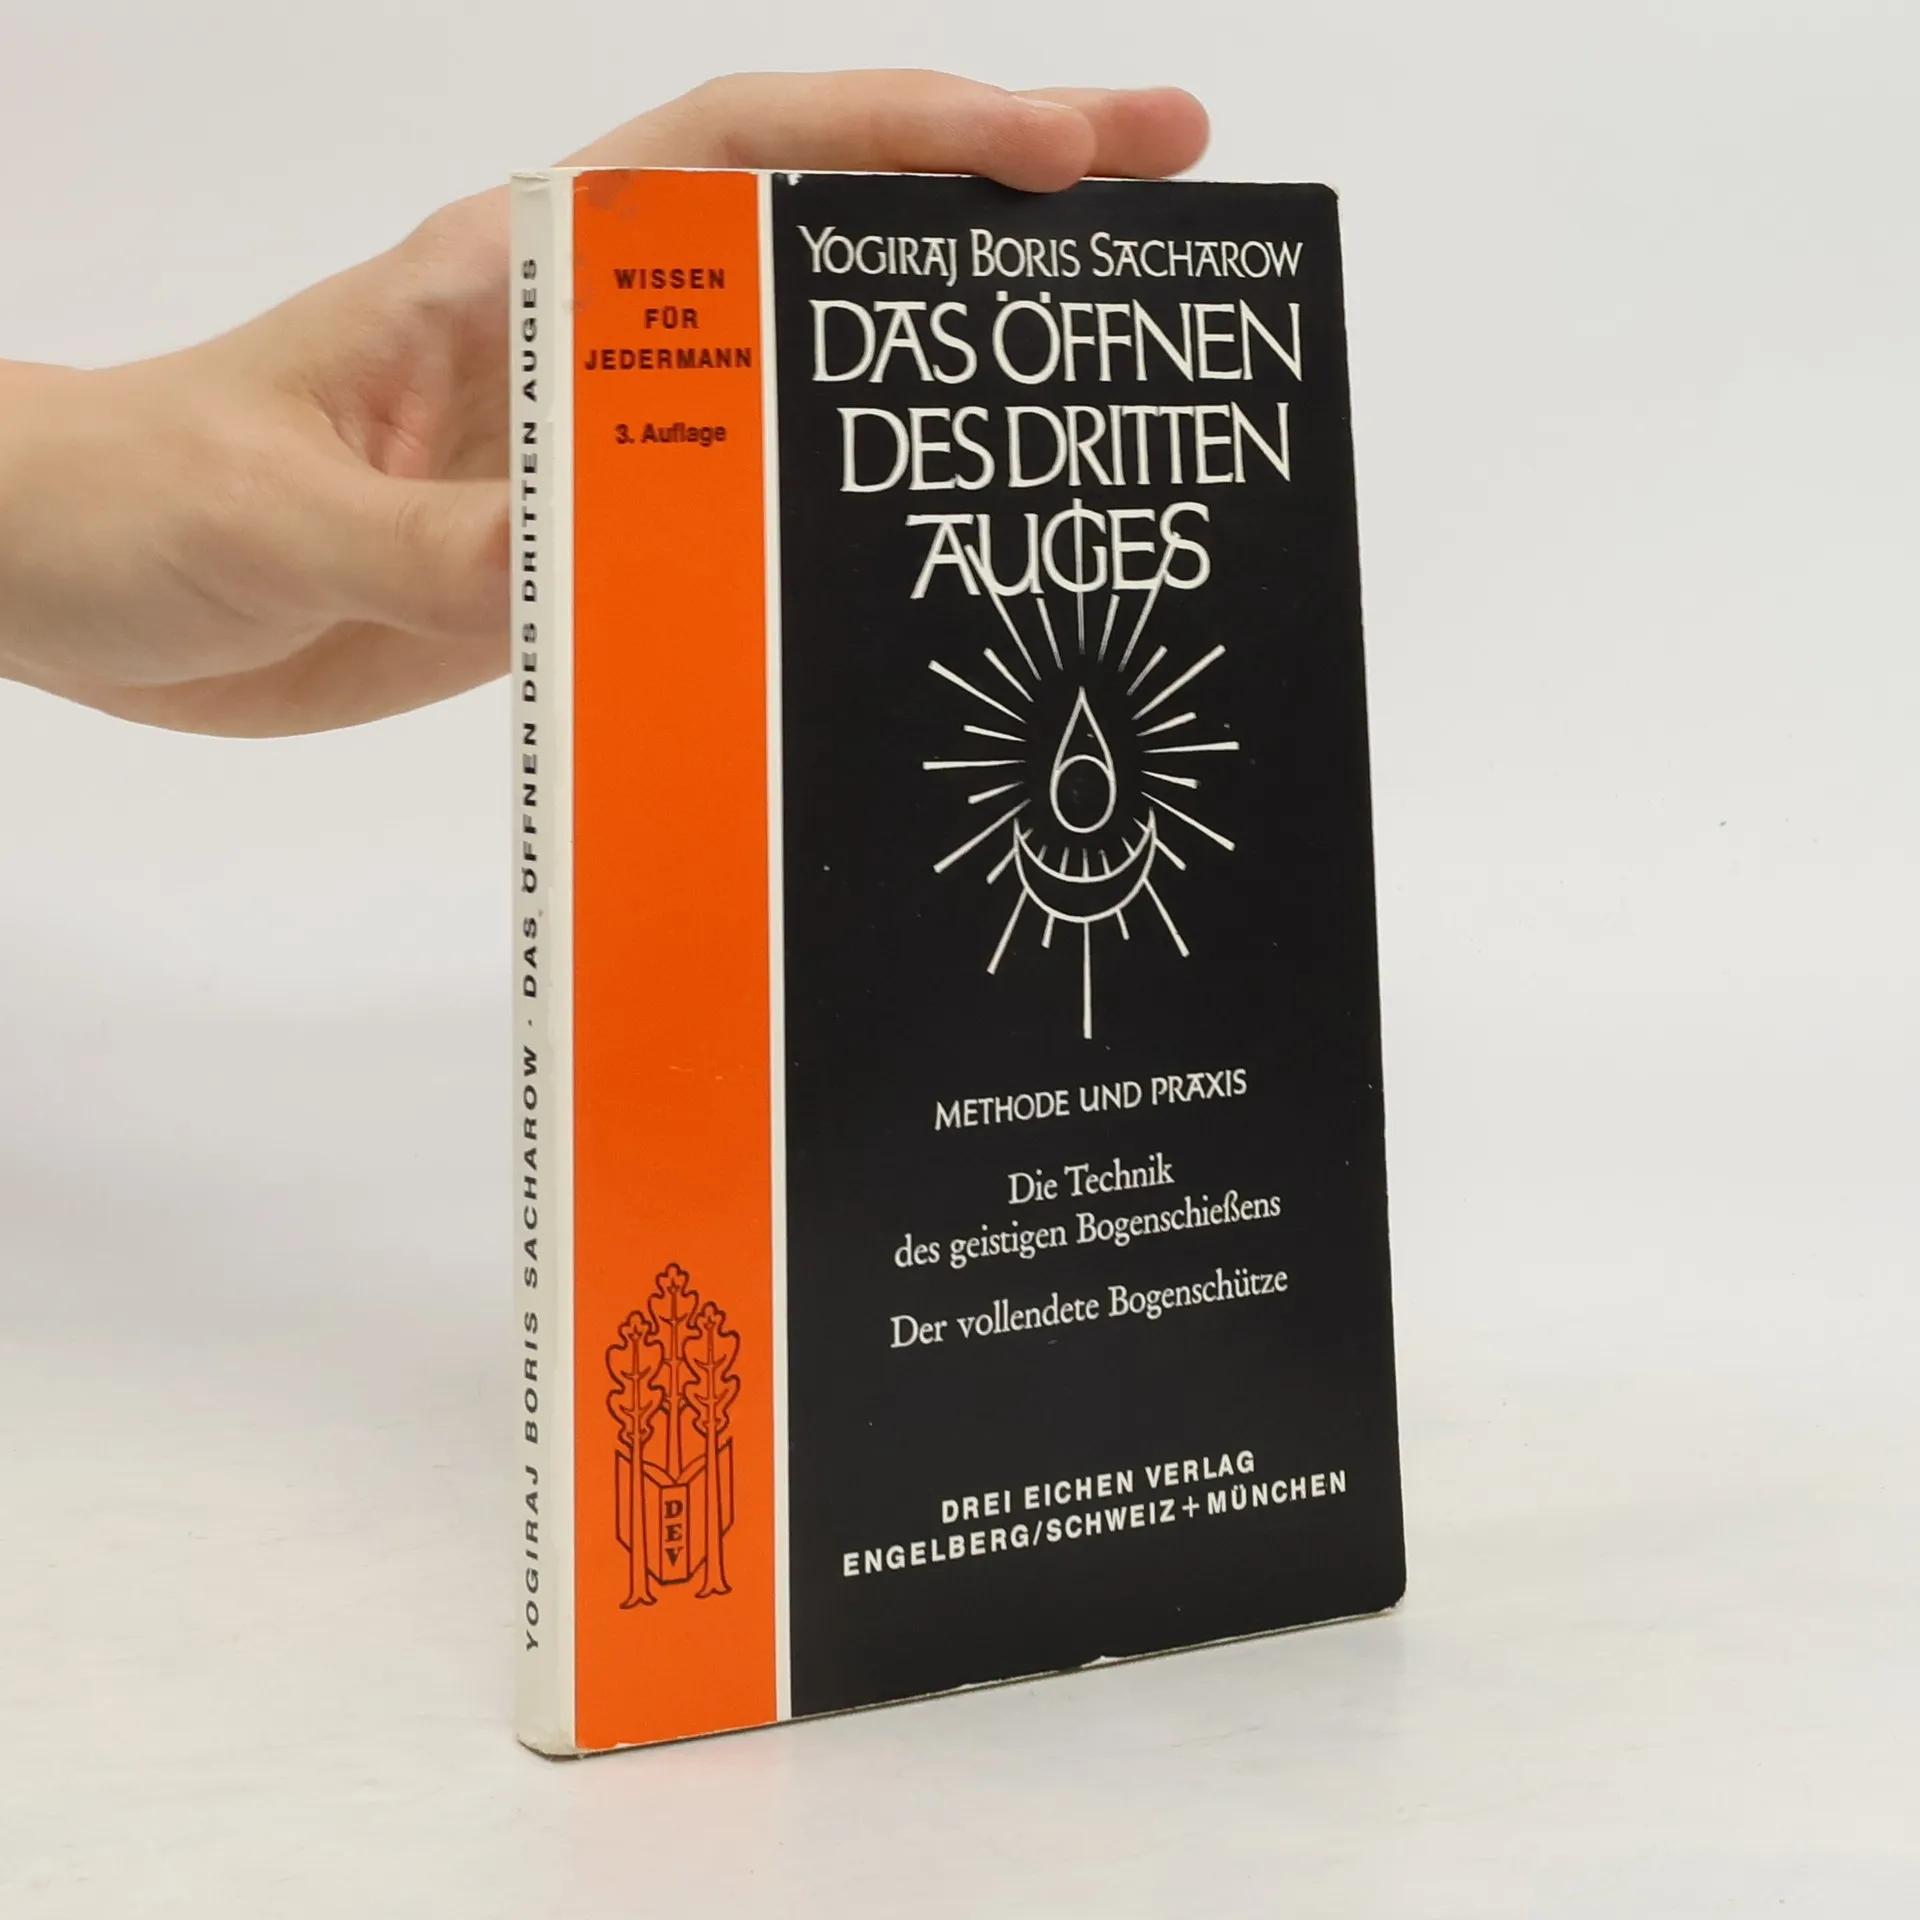 YOGIRAJ BORIS SACHAROW · DAS ÖFFNEN DES DRITTEN AUGES
WISSEN
FÜR
JEDERMANN
3. Auflage
DEV
YOGIRAJ BORIS SACHAROW
DAS ÖFFNEN
DES DRITTEN
AUGES
METHODE UND PRAXIS
Die Technik
des geistigen Bogenschießens
Der vollendete Bogenschütze
DREI EICHEN VERLAG
ENGELBERG/SCHWEIZ+MÜNCHEN